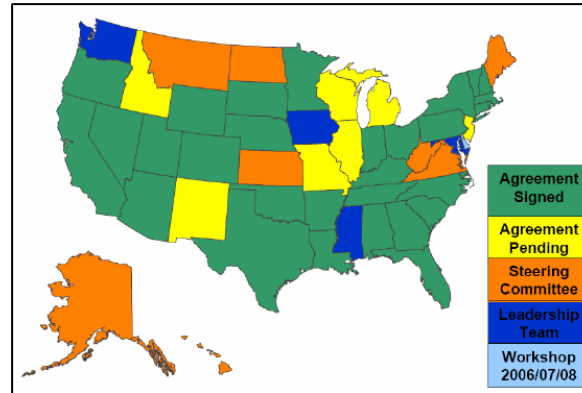 Agreement
Signed
Agreement
Pending
Steering
Committee
Leadership
Team
Workshop
2006/07/08